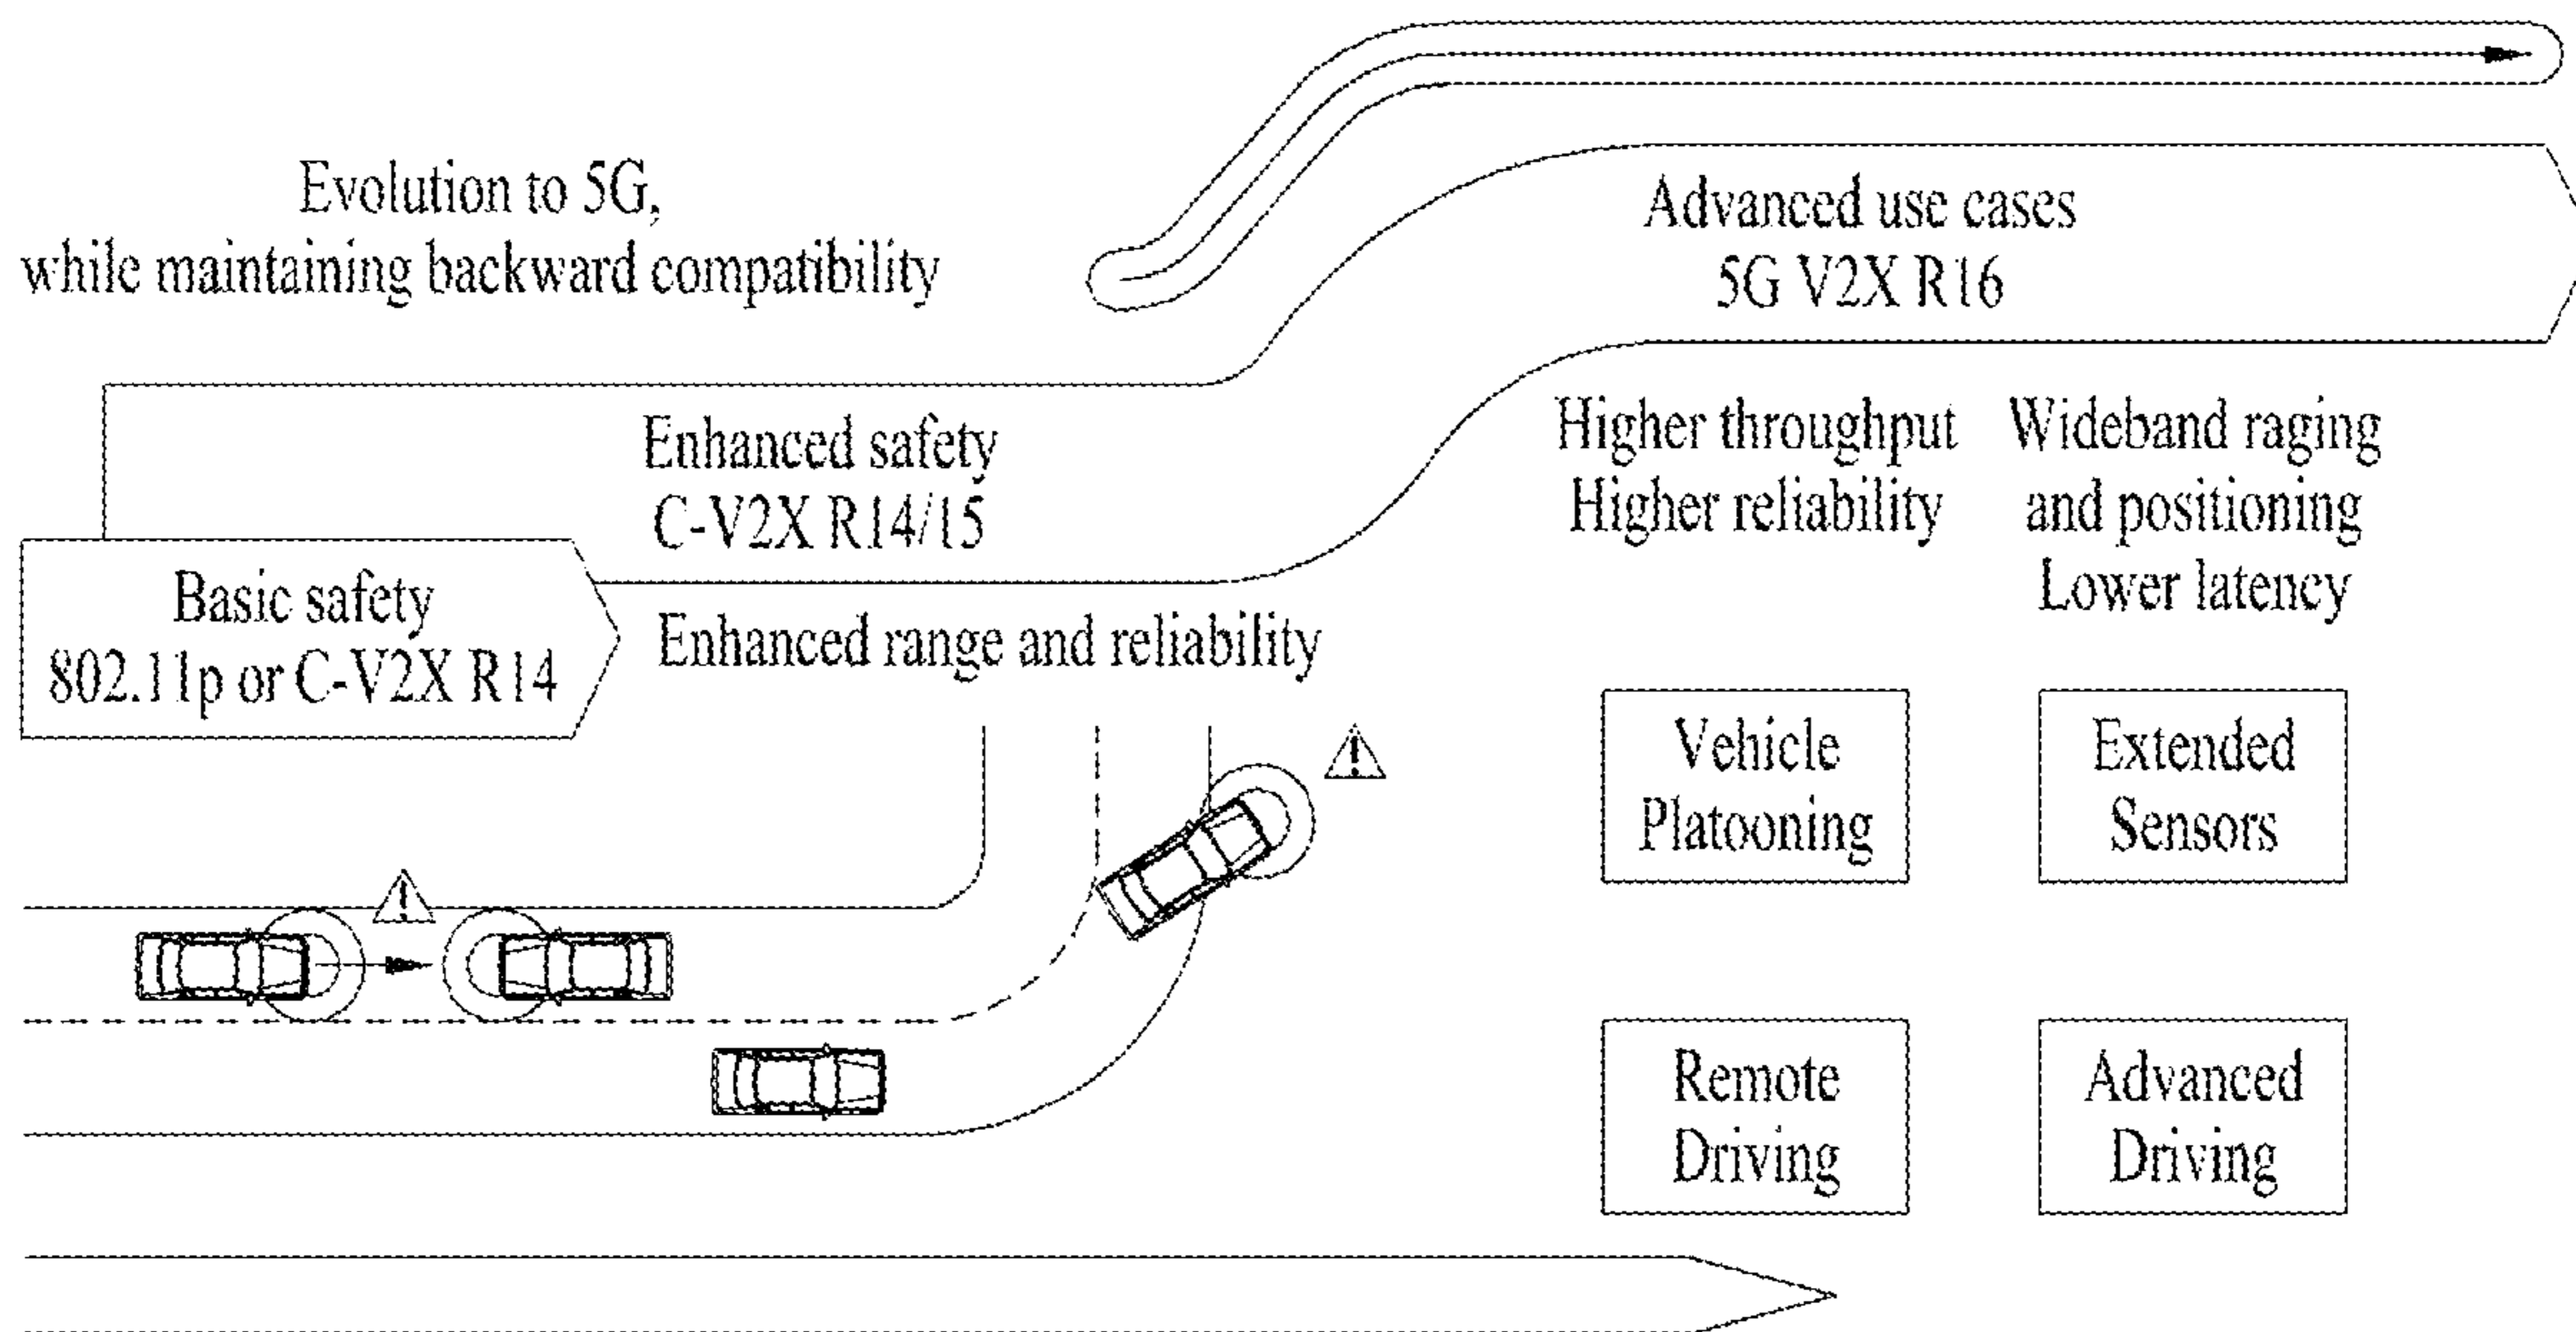 Evolution to 5G,
while maintaining backward compatibility
Advanced use cases
5G V2X R16
Enhanced safety
C-V2X R14/15
Basic safety
802.11p or C-V2X R14
Enhanced range and reliability
Higher throughput
Higher reliability
Wideband raging
and positioning
Lower latency
Vehicle
Platooning
Extended
Sensors
Remote
Driving
Advanced
Driving